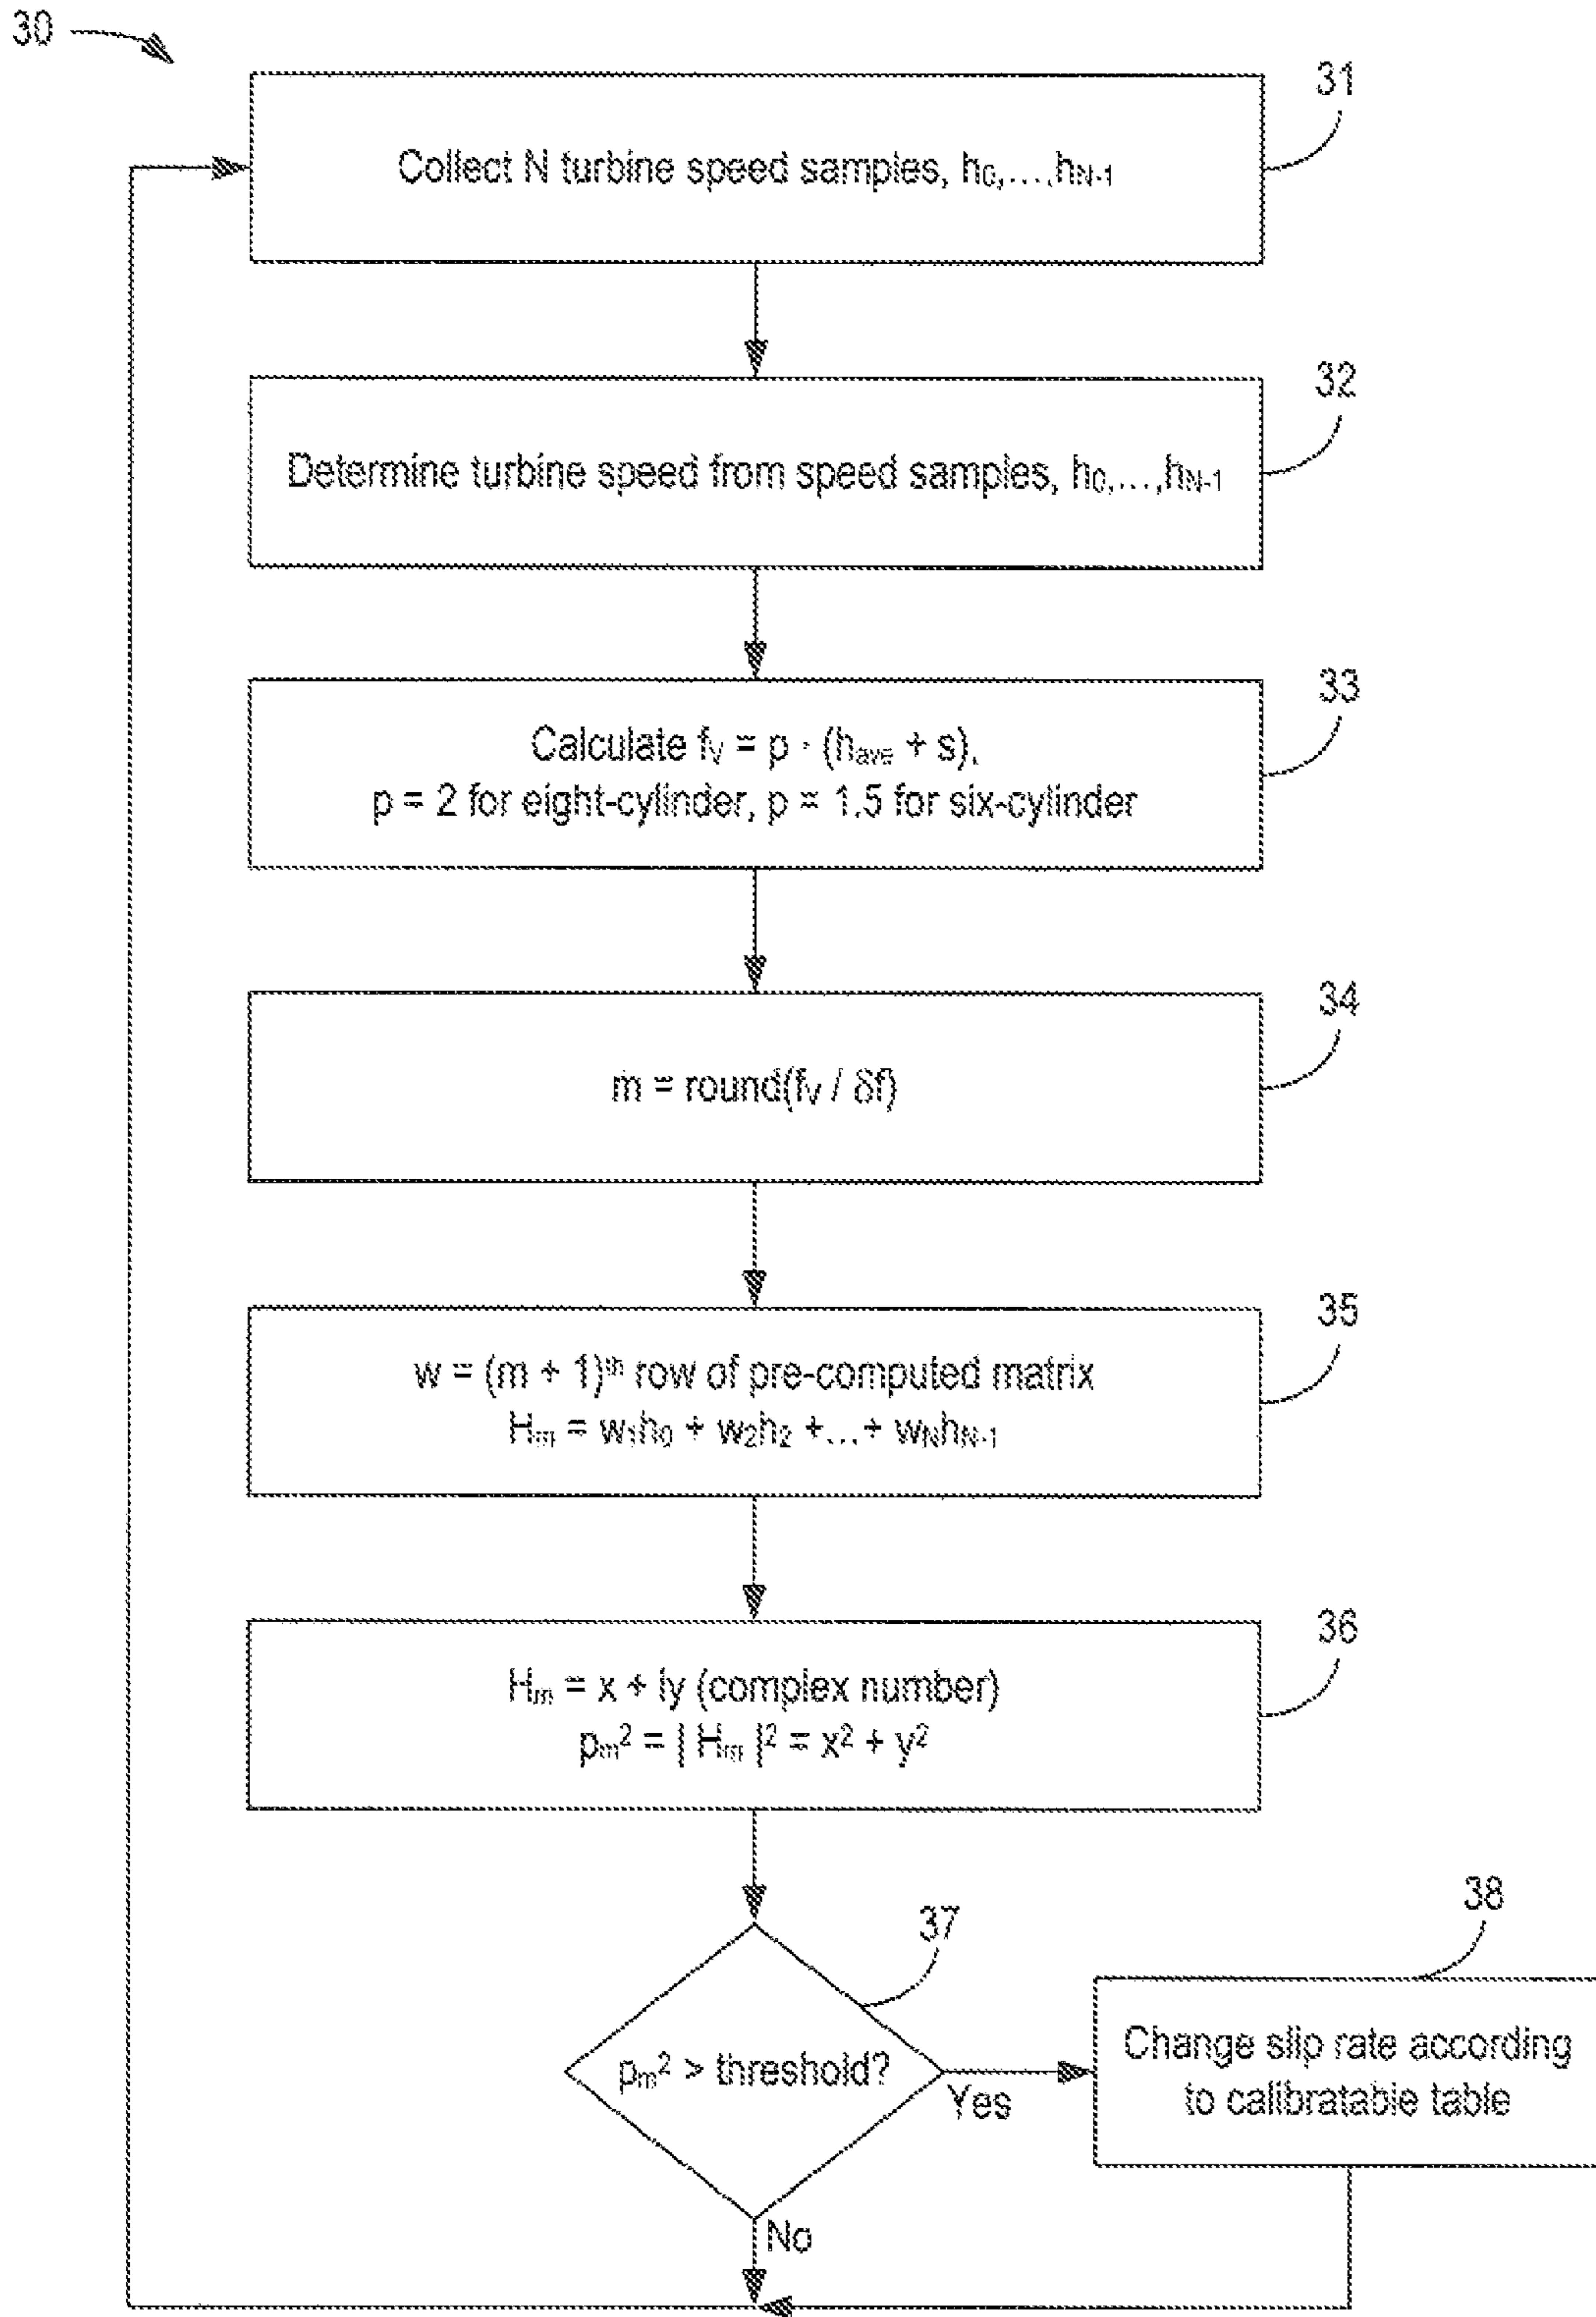 30
31
Collect N turbine speed samples, h₀,...,hN-1
32
Determine turbine speed from speed samples, h₀,...,hN-1
33
Calculate fV = p · (have + s).
p = 2 for eight-cylinder, p = 1.5 for six-cylinder
34
m = round(fV / δf)
35
w = (m + 1)th row of pre-computed matrix
Hm = w₁h₀ + w₂h₂ +...+ wNhN-1
36
Hm = x + iy (complex number)
pm² = | Hm |² = x² + y²
37
38
pm² > threshold?
Yes
Change slip rate according
to calibratable table
No